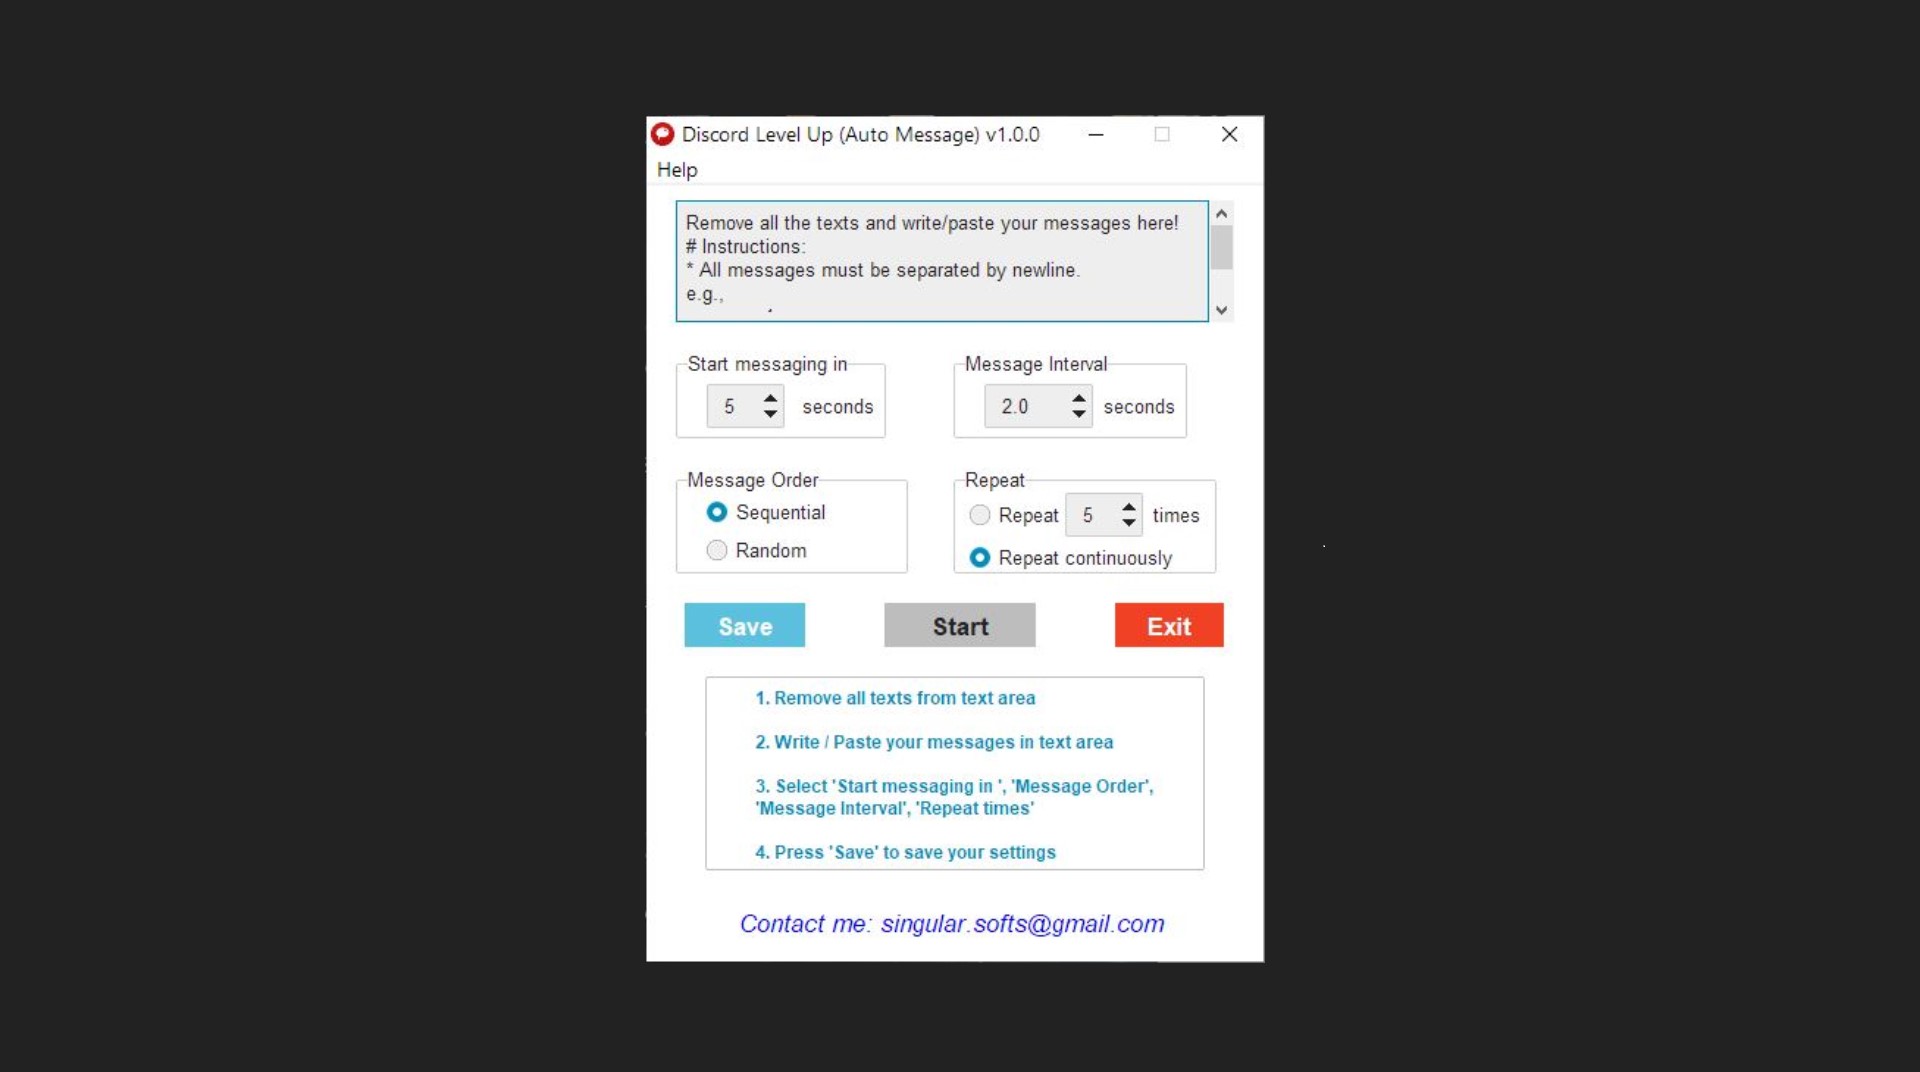 Discord Level Up (Auto Message) v1.0.0
Help
Remove all the texts and write/paste your messages here!
# Instructions:
* All messages must be separated by newline.
e.g.,
Start messaging in
5 seconds
Message Interval
2.0 seconds
Message Order
Sequential
Random
Repeat
Repeat 5 times
Repeat continuously
Save
Start
Exit
1. Remove all texts from text area
2. Write / Paste your messages in text area
3. Select 'Start messaging in ', 'Message Order',
'Message Interval', 'Repeat times'
4. Press 'Save' to save your settings
Contact me: singular.softs@gmail.com